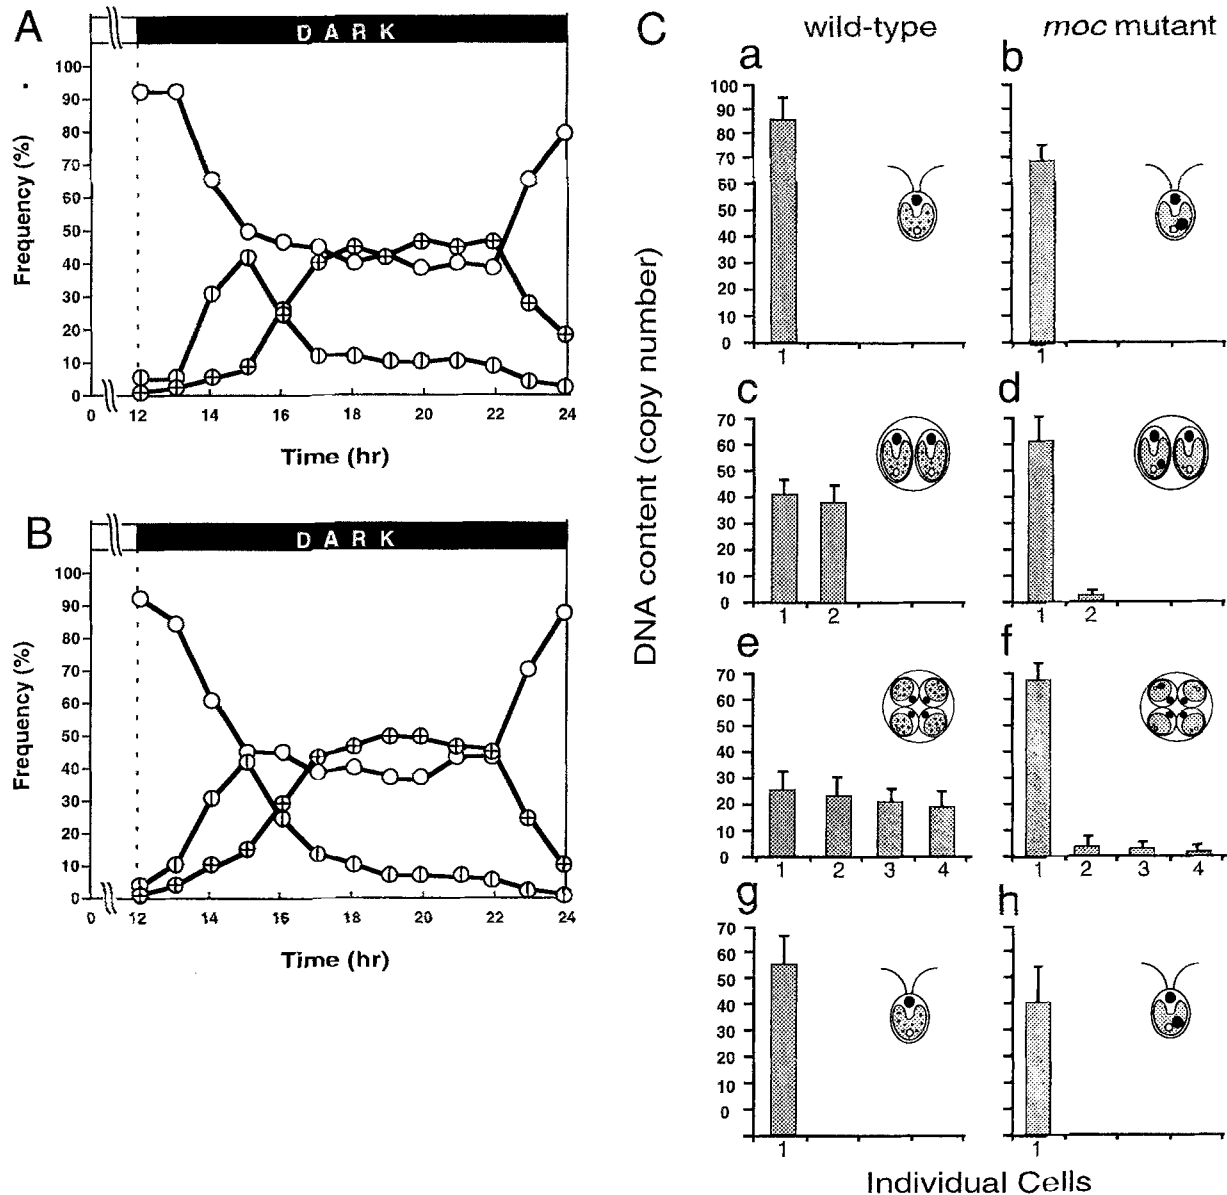 A
DARK
Frequency (%)
100
90
80
70
60
50
40
30
20
10
0
0 12 14 16 18 20 22 24
Time (hr)
B
DARK
Frequency (%)
100
90
80
70
60
50
40
30
20
10
0
0 12 14 16 18 20 22 24
Time (hr)
C
wild-type moc mutant
DNA content (copy number)
a
100
90
80
70
60
50
40
30
20
10
0
1
b
1
c
70
60
50
40
30
20
10
0
1 2
d
1 2
e
70
60
50
40
30
20
10
0
1 2 3 4
f
1 2 3 4
g
70
60
50
40
30
20
10
0
1
h
1
Individual Cells